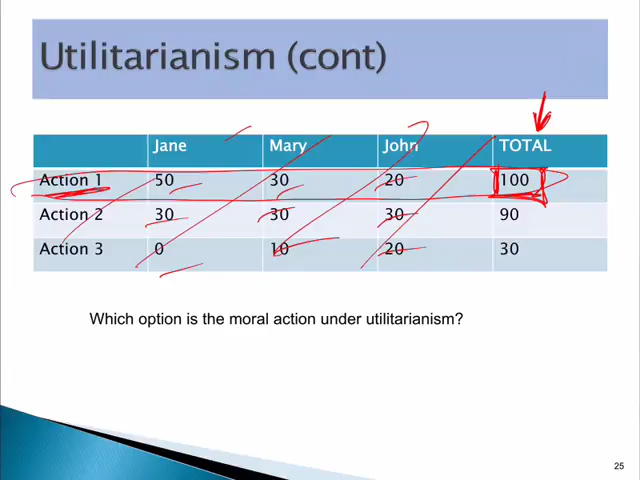 Utilitarianism (cont)
Jane Mary John TOTAL
Action 1 50 30 20 100
Action 2 30 30 30 90
Action 3 0 10 20 30
Which option is the moral action under utilitarianism?
25